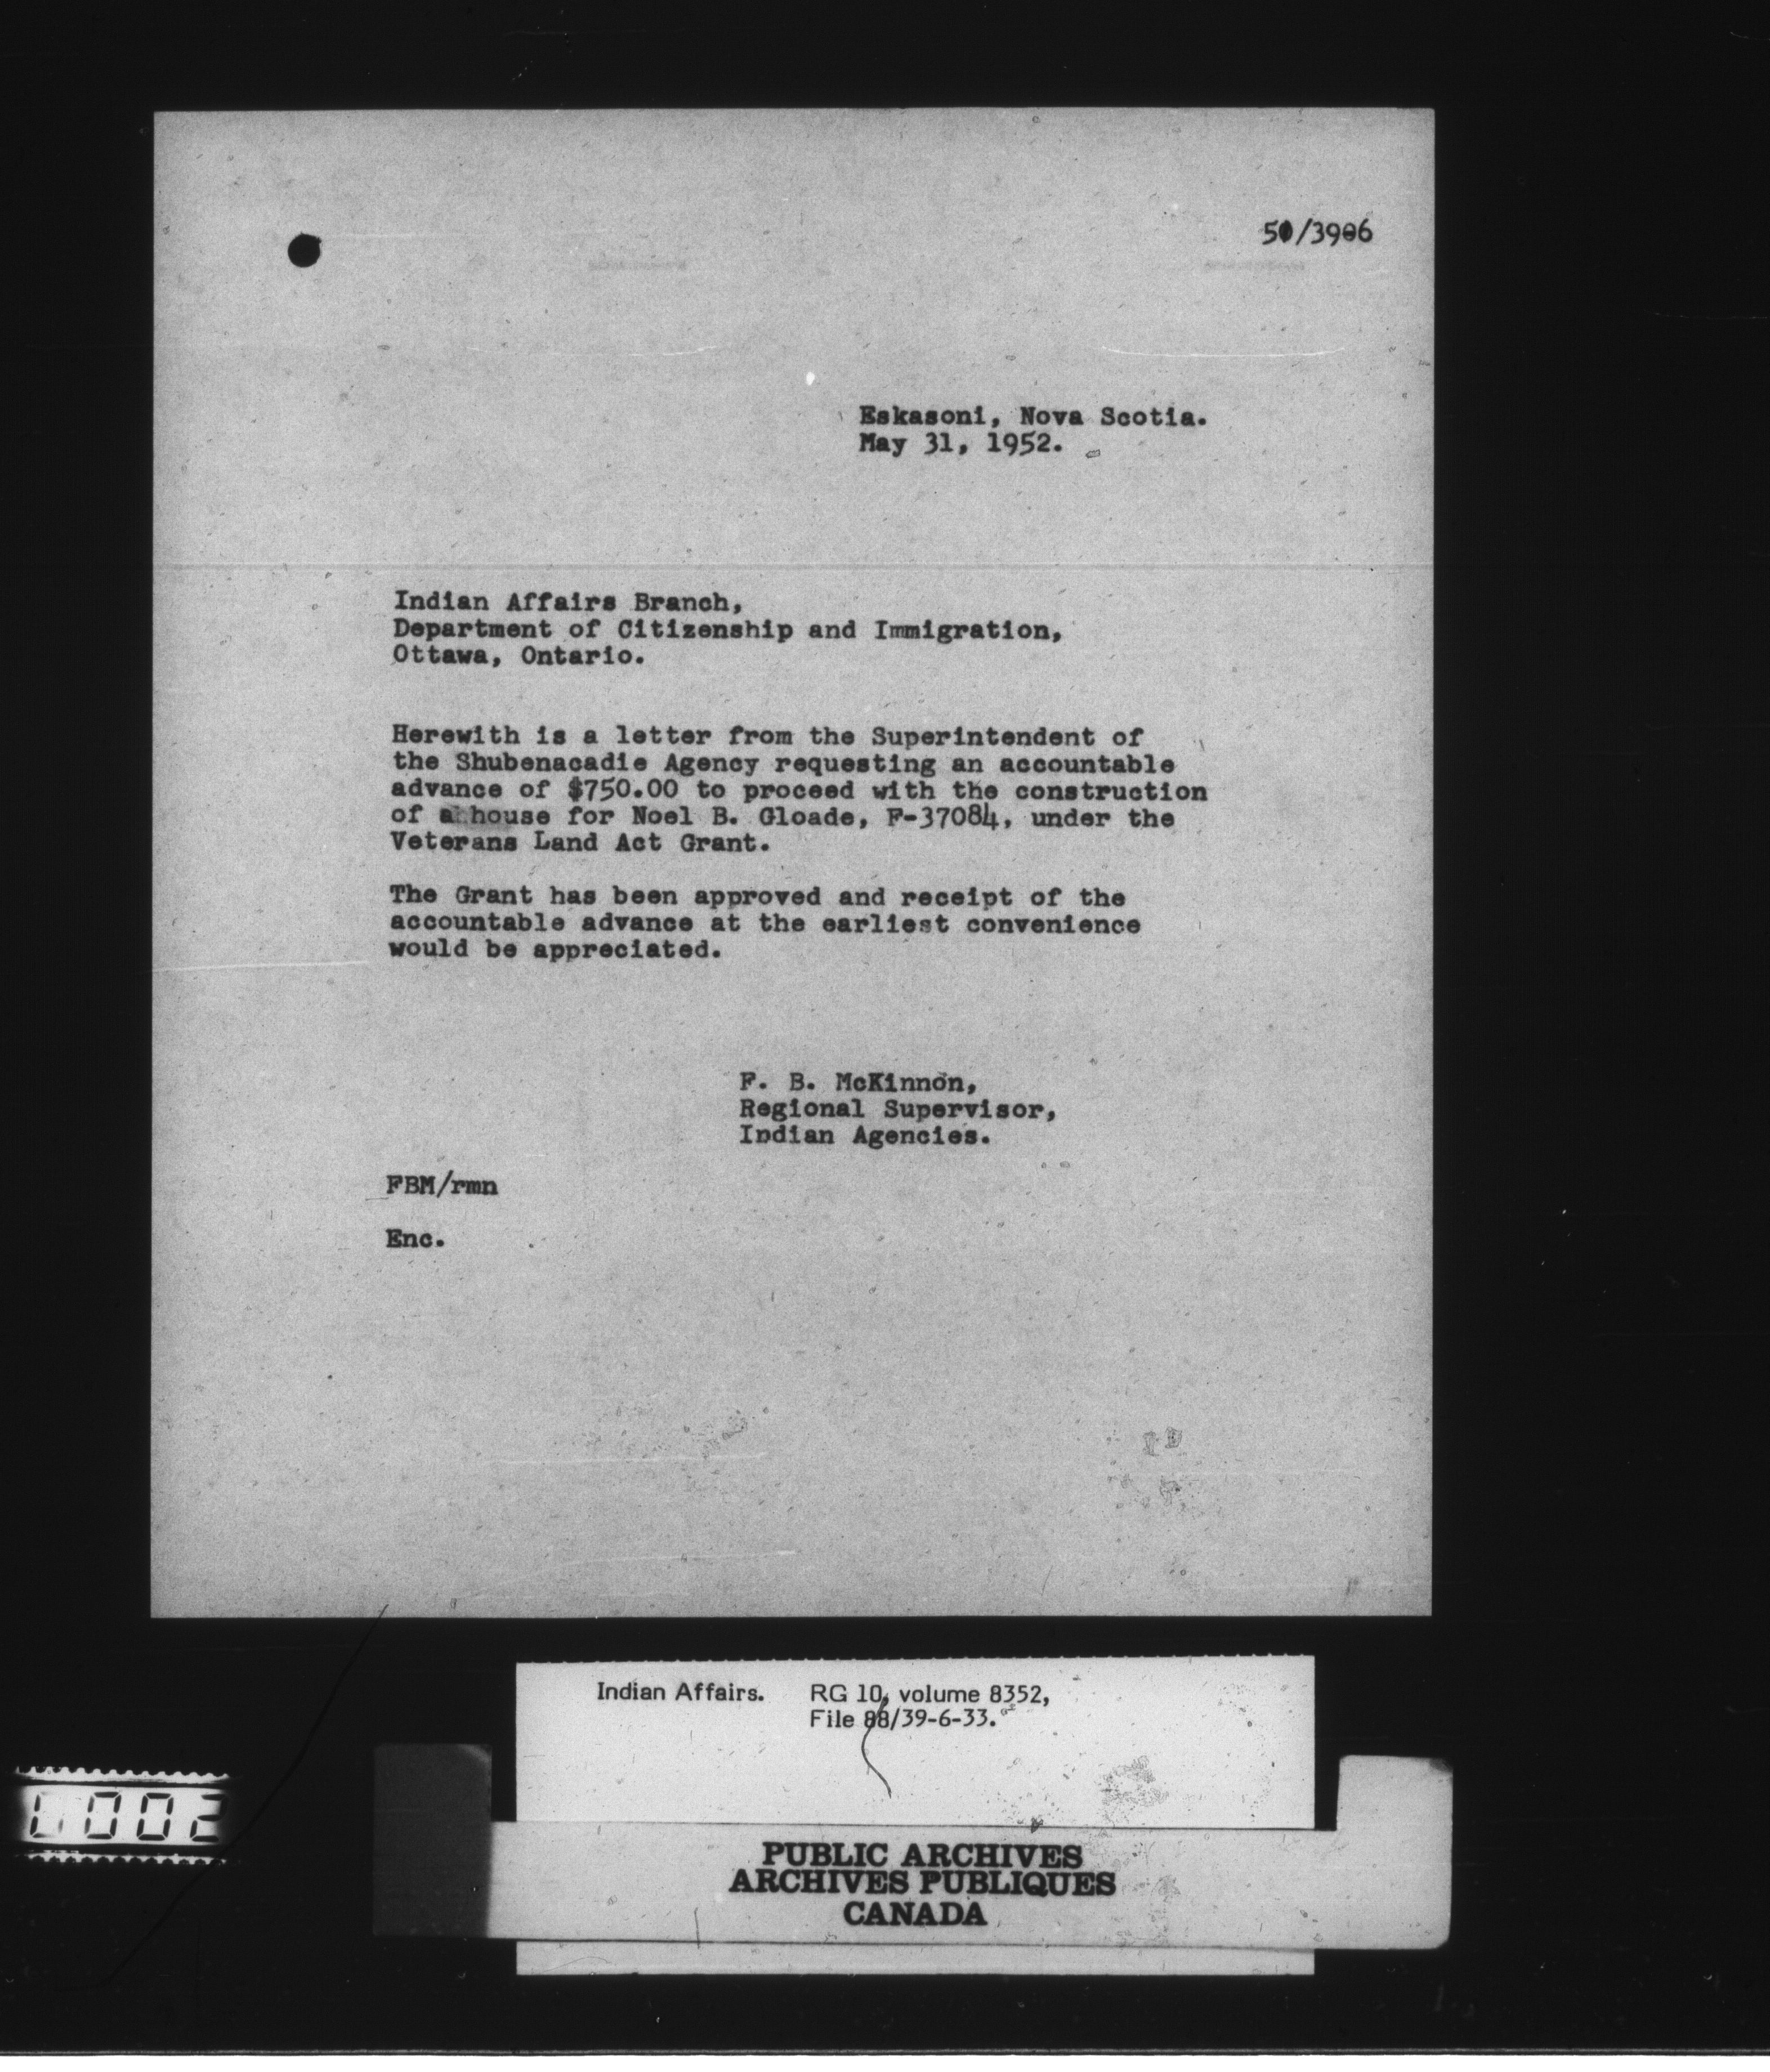 50/3906
Eskasoni, Nova Scotia.
May 31, 1952.
Indian Affairs Branch,
Department of Citizenship and Immigration,
Ottawa, Ontario.
Herewith is a letter from the Superintendent of
the Shubenacadie Agency requesting an accountable
advance of $750.00 to proceed with the construction
of a house for Noel B. Gloade, F-37084, under the
Veterans Land Act Grant.
The Grant has been approved and receipt of the
accountable advance at the earliest convenience
would be appreciated.
F. B. McKinnon,
Regional Supervisor,
Indian Agencies.
FBM/rmn
Enc.
Indian Affairs. RG 10, volume 8352,
File 88/39-6-33.
PUBLIC ARCHIVES
ARCHIVES PUBLIQUES
CANADA